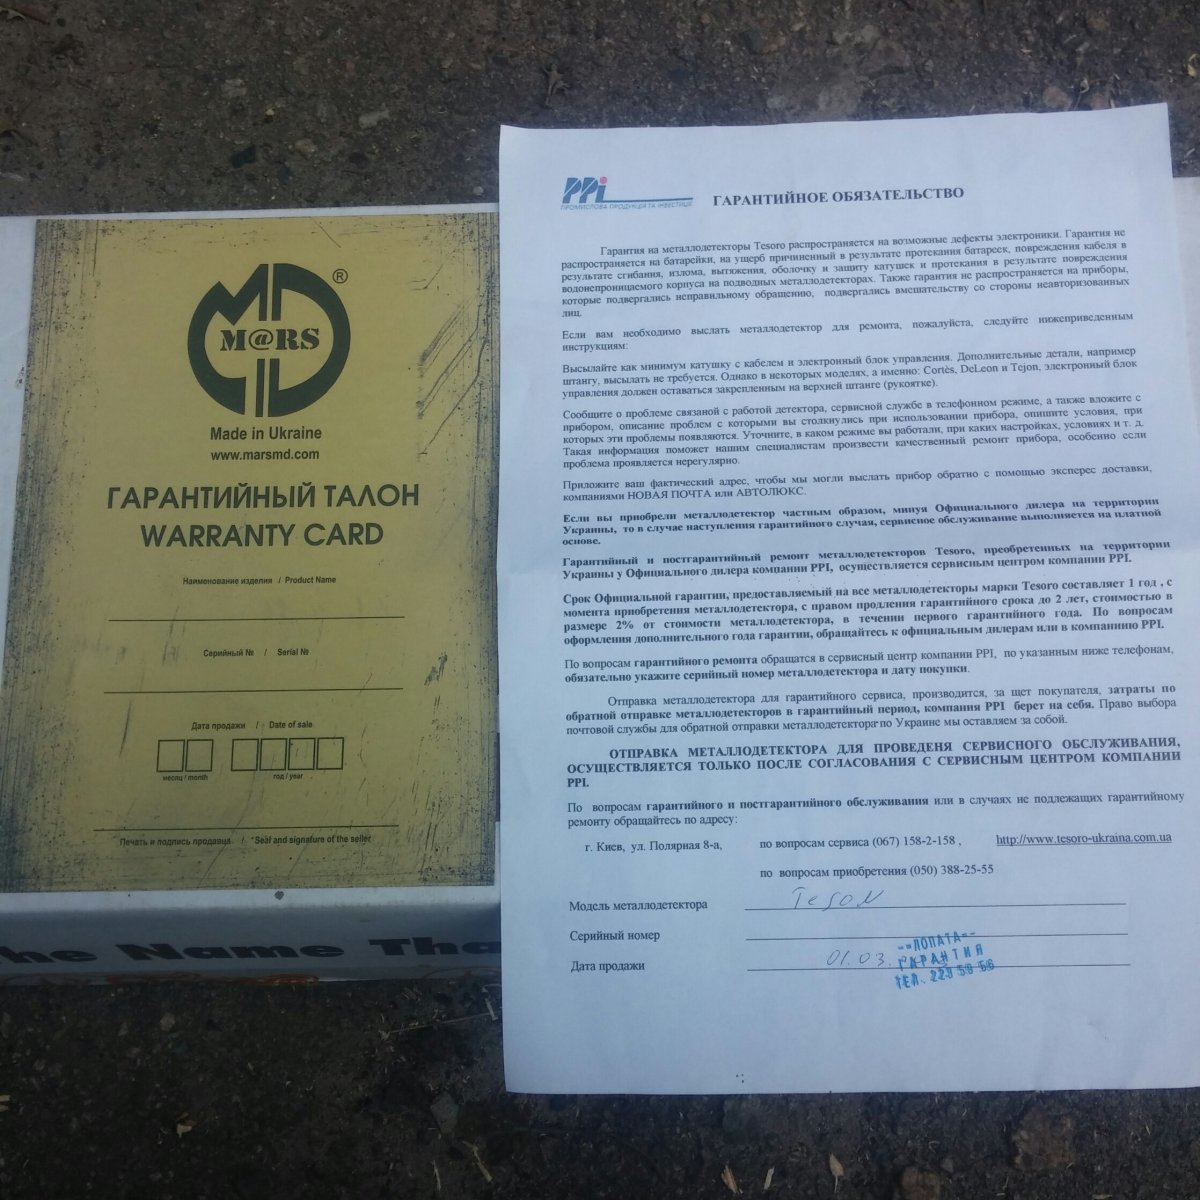 M@RS
®
Made in Ukraine
www.marsmd.com
ГАРАНТИЙНЫЙ ТАЛОН
WARRANTY CARD
Наименование изделия / Product Name
Серийный № / Serial №
Дата продажи / Date of sale
месяц / month год / year
Печать и подпись продавца / Seal and signature of the seller
he Name Tha
PPi
ПРОМИСЛОВА ПРОДУКЦІЯ ТА ІНВЕСТИЦІЇ
ГАРАНТИЙНОЕ ОБЯЗАТЕЛЬСТВО
Гарантия на металлодетекторы Tesoro распространяется на возможные дефекты электроники. Гарантия не
распространяется на батарейки, на ущерб причиненный в результате протекания батареек, повреждения кабеля в
результате сгибания, излома, вытяжения, оболочку и защиту катушек и протекания в результате повреждения
водонепроницаемого корпуса на подводных металлодетекторах. Также гарантия не распространяется на приборы,
которые подвергались неправильному обращению, подвергались вмешательству со стороны неавторизованных
лиц.
Если вам необходимо выслать металлодетектор для ремонта, пожалуйста, следуйте нижеприведенным
инструкциям:
Высылайте как минимум катушку с кабелем и электронный блок управления. Дополнительные детали, например
штангу, высылать не требуется. Однако в некоторых моделях, а именно: Cortès, DeLeon и Tejon, электронный блок
управления должен оставаться закрепленным на верхней штанге (рукоятке).
Сообщите о проблеме связаной с работой детектора, сервисной службе в телефонном режиме, а также вложите с
прибором, описание проблем с которыми вы столкнулись при использовании прибора, опишите условия, при
которых эти проблемы появляются. Уточните, в каком режиме вы работали, при каких настройках, условиях и т. д.
Такая информация поможет нашим специалистам произвести качественный ремонт прибора, особенно если
проблема проявляется нерегулярно.
Приложите ваш фактический адрес, чтобы мы могли выслать прибор обратно с помощью эксперес доставки,
компаниями НОВАЯ ПОЧТА или АВТОЛЮКС.
Если вы приобрели металлодетектор частным образом, минуя Официального дилера на территории
Украины, то в случае наступления гарантийного случая, сервисное обслуживание выполняется на платной
основе.
Гарантийный и постгарантийный ремонт металлодетекторов Tesoro, преобретенных на территории
Украины у Официального дилера компании PPI, осуществляется сервисным центром компании PPI.
Срок Официальной гарантии, предоставляемый на все металлодетекторы марки Tesoro составляет 1 год , с
момента приобретения металлодетектора, с правом продления гарантийного срока до 2 лет, стоимостью в
размере 2% от стоимости металлодетектора, в течении первого гарантийного года. По вопросам
оформления дополнительного года гарантии, обращайтесь к официальным дилерам или в компанию PPI.
По вопросам гарантийного ремонта обращатся в сервисный центр компании PPI, по указанным ниже телефонам,
обязательно укажите серийный номер металлодетектора и дату покупки.
Отправка металлодетектора для гарантийного сервиса, производится, за щет покупателя, затраты по
обратной отправке металлодетекторов в гарантийный период, компания PPI берет на себя. Право выбора
почтовой службы для обратной отправки металлодетектора по Украине мы оставляем за собой.
ОТПРАВКА МЕТАЛЛОДЕТЕКТОРА ДЛЯ ПРОВЕДЕНЯ СЕРВИСНОГО ОБСЛУЖИВАНИЯ,
ОСУЩЕСТВЛЯЕТСЯ ТОЛЬКО ПОСЛЕ СОГЛАСОВАНИЯ С СЕРВИСНЫМ ЦЕНТРОМ КОМПАНИИ
PPI.
По вопросам гарантийного и постгарантийного обслуживания или в случаях не подлежащих гарантийному
ремонту обращайтесь по адресу:
г. Киев, ул. Полярная 8-а, по вопросам сервиса (067) 158-2-158 , http://www.tesoro-ukraina.com.ua
по вопросам приобретения (050) 388-25-55
Модель металлодетектора
Серийный номер
Дата продажи 01.03.
--=ЛОПАТА=--
ГАРАНТИЯ
ТЕЛ. 223 59 56